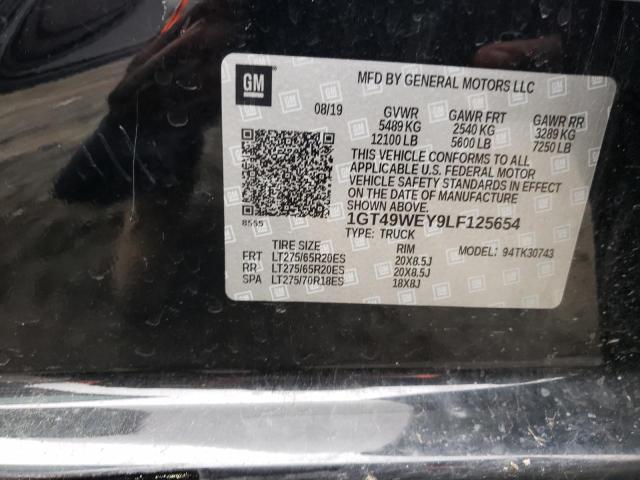 GM
MFD BY GENERAL MOTORS LLC
08/19 GVWR GAWR FRT GAWR RR
5489 KG 2540 KG 3289 KG
12100 LB 5600 LB 7250 LB
THIS VEHICLE CONFORMS TO ALL
APPLICABLE U.S. FEDERAL MOTOR
VEHICLE SAFETY STANDARDS IN EFFECT
ON THE DATE OF MANUFACTURE
SHOWN ABOVE.
8555 1GT49WEY9LF125654
TYPE: TRUCK
TIRE SIZE RIM MODEL: 94TK30743
FRT LT275/65R20ES 20X8.5J
RR LT275/65R20ES 20X8.5J
SPA LT275/70R18ES 18X8J